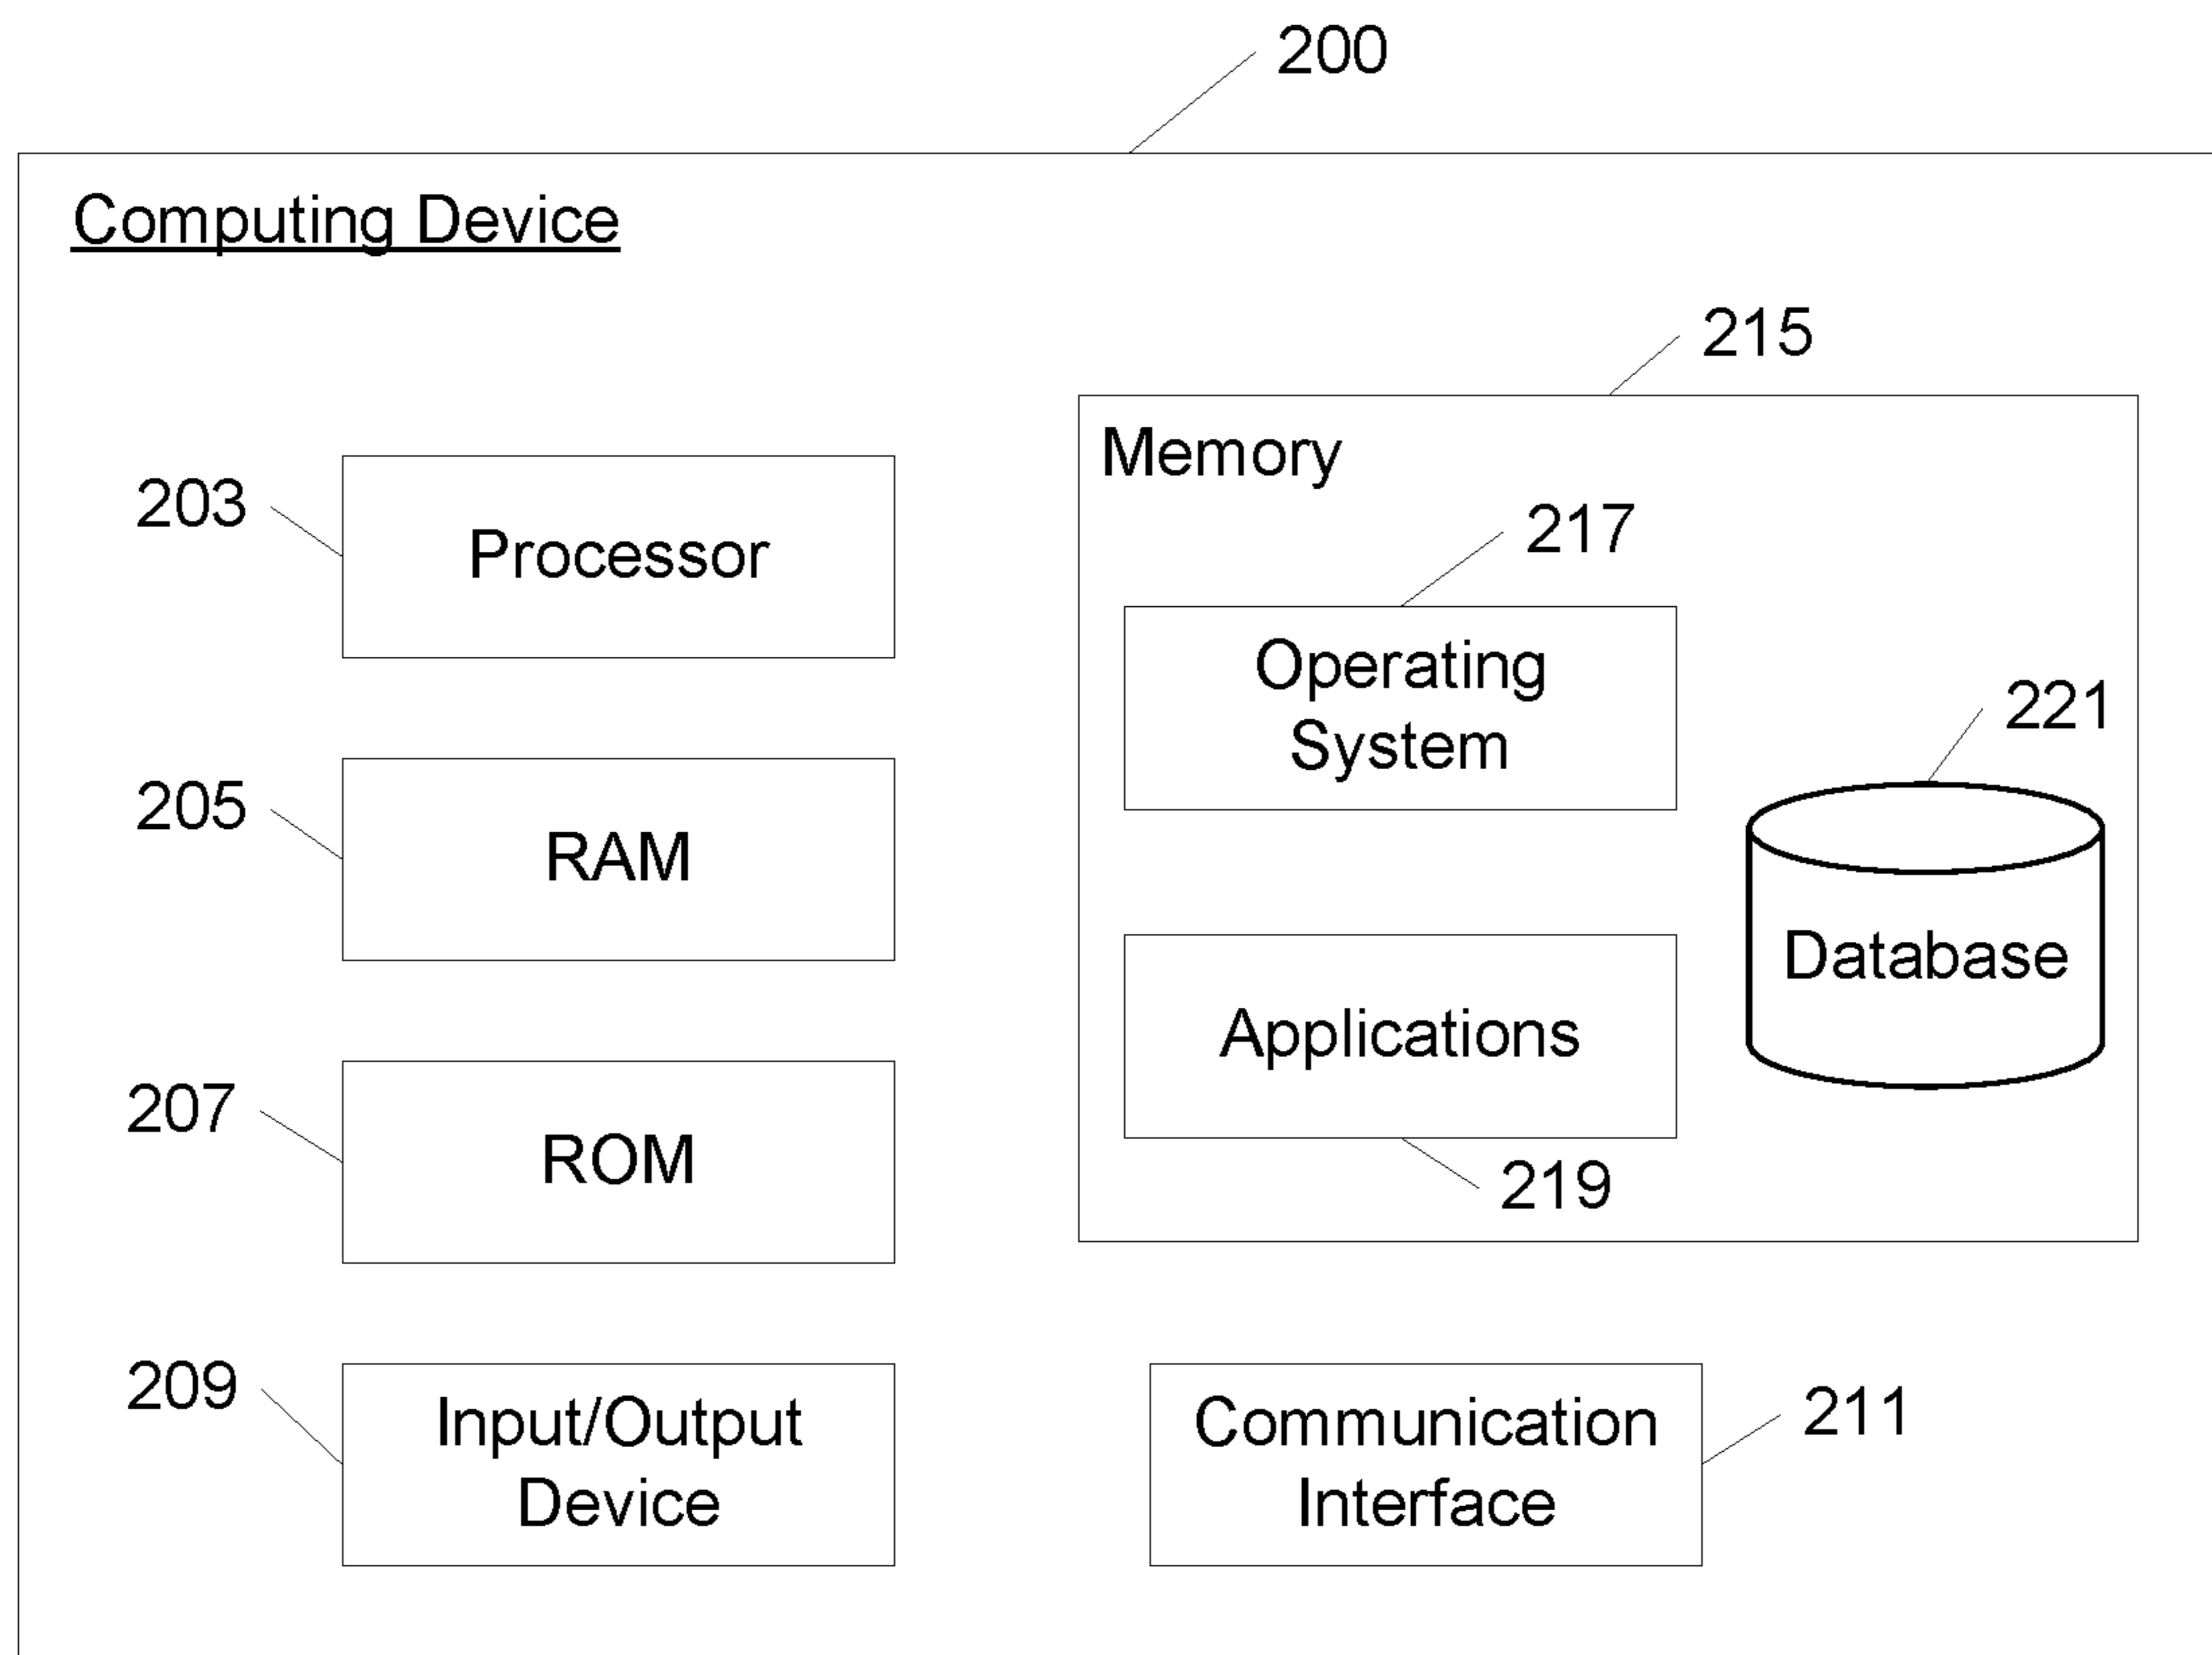 200
Computing Device
215
Memory
203
Processor
217
Operating
System
221
205
RAM
Database
Applications
207
ROM
219
209
Input/Output
Device
Communication
Interface
211